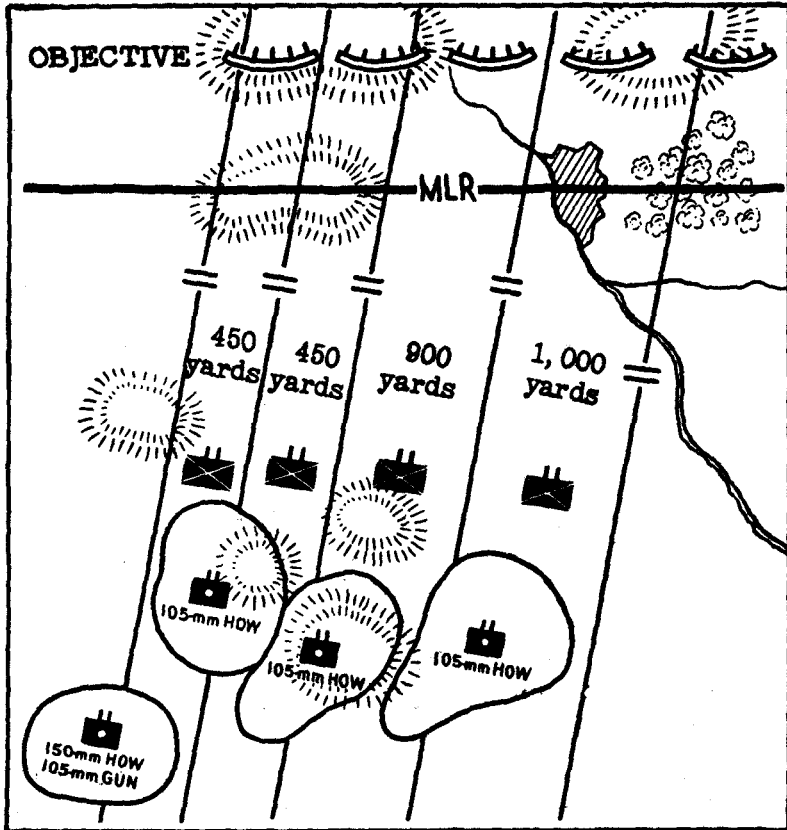 OBJECTIVE
MLR
450
yards
450
yards
900
yards
1,000
yards
105-mm HOW
105-mm HOW
105-mm HOW
150-mm HOW
105-mm GUN